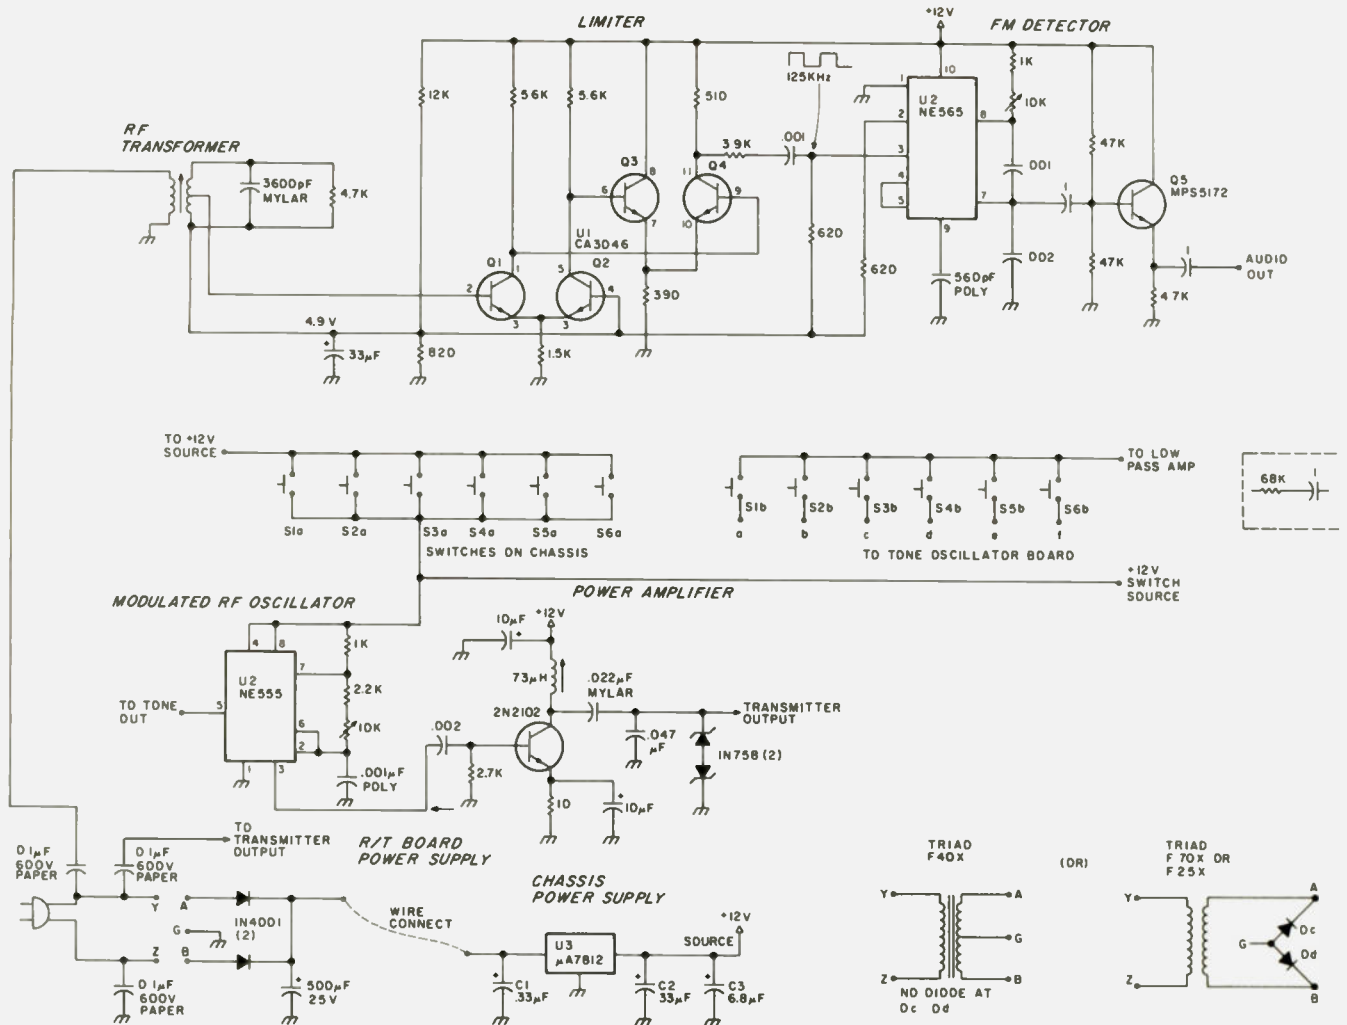 LIMITER
+12V
FM DETECTOR
125KHz
12K
5.6K
5.6K
510
3.9K
.001
RF
TRANSFORMER
3600pF
MYLAR
4.7K
Q3
Q4
6
8
7
11
9
10
U1
CA3046
Q1
Q2
1
2
3
5
4
3
390
620
620
4.9V
33µF
820
1.5K
1
2
3
4
5
U2
NE565
10
8
7
9
1K
10K
.001
.002
560pF
POLY
1
47K
47K
Q5
MPS5172
1
4.7K
AUDIO
OUT
TO +12V
SOURCE
S1a
S2a
S3a
S4a
S5a
S6a
SWITCHES ON CHASSIS
TO LOW
PASS AMP
S1b
S2b
S3b
S4b
S5b
S6b
a
b
c
d
e
f
TO TONE OSCILLATOR BOARD
68K
1
+12V
SWITCH
SOURCE
MODULATED RF OSCILLATOR
POWER AMPLIFIER
4
8
U2
NE555
7
6
2
5
1
3
TO TONE
OUT
1K
2.2K
10K
.001µF
POLY
10µF
+12V
73µH
.022µF
MYLAR
2N2102
.002
2.7K
10
10µF
.047
µF
TRANSMITTER
OUTPUT
1N758 (2)
TO
TRANSMITTER
OUTPUT
R/T BOARD
POWER SUPPLY
0.1µF
600V
PAPER
0.1µF
600V
PAPER
Y
A
1N4001
(2)
G
Z
B
0.1µF
600V
PAPER
500µF
25V
WIRE
CONNECT
CHASSIS
POWER SUPPLY
U3
µA7812
SOURCE
+12V
C1
.33µF
C2
33µF
C3
6.8µF
TRIAD
F40X
Y
A
G
Z
B
NO DIODE AT
Dc Dd
(OR)
TRIAD
F 70X OR
F 25X
Y
A
G
Dc
Dd
Z
B